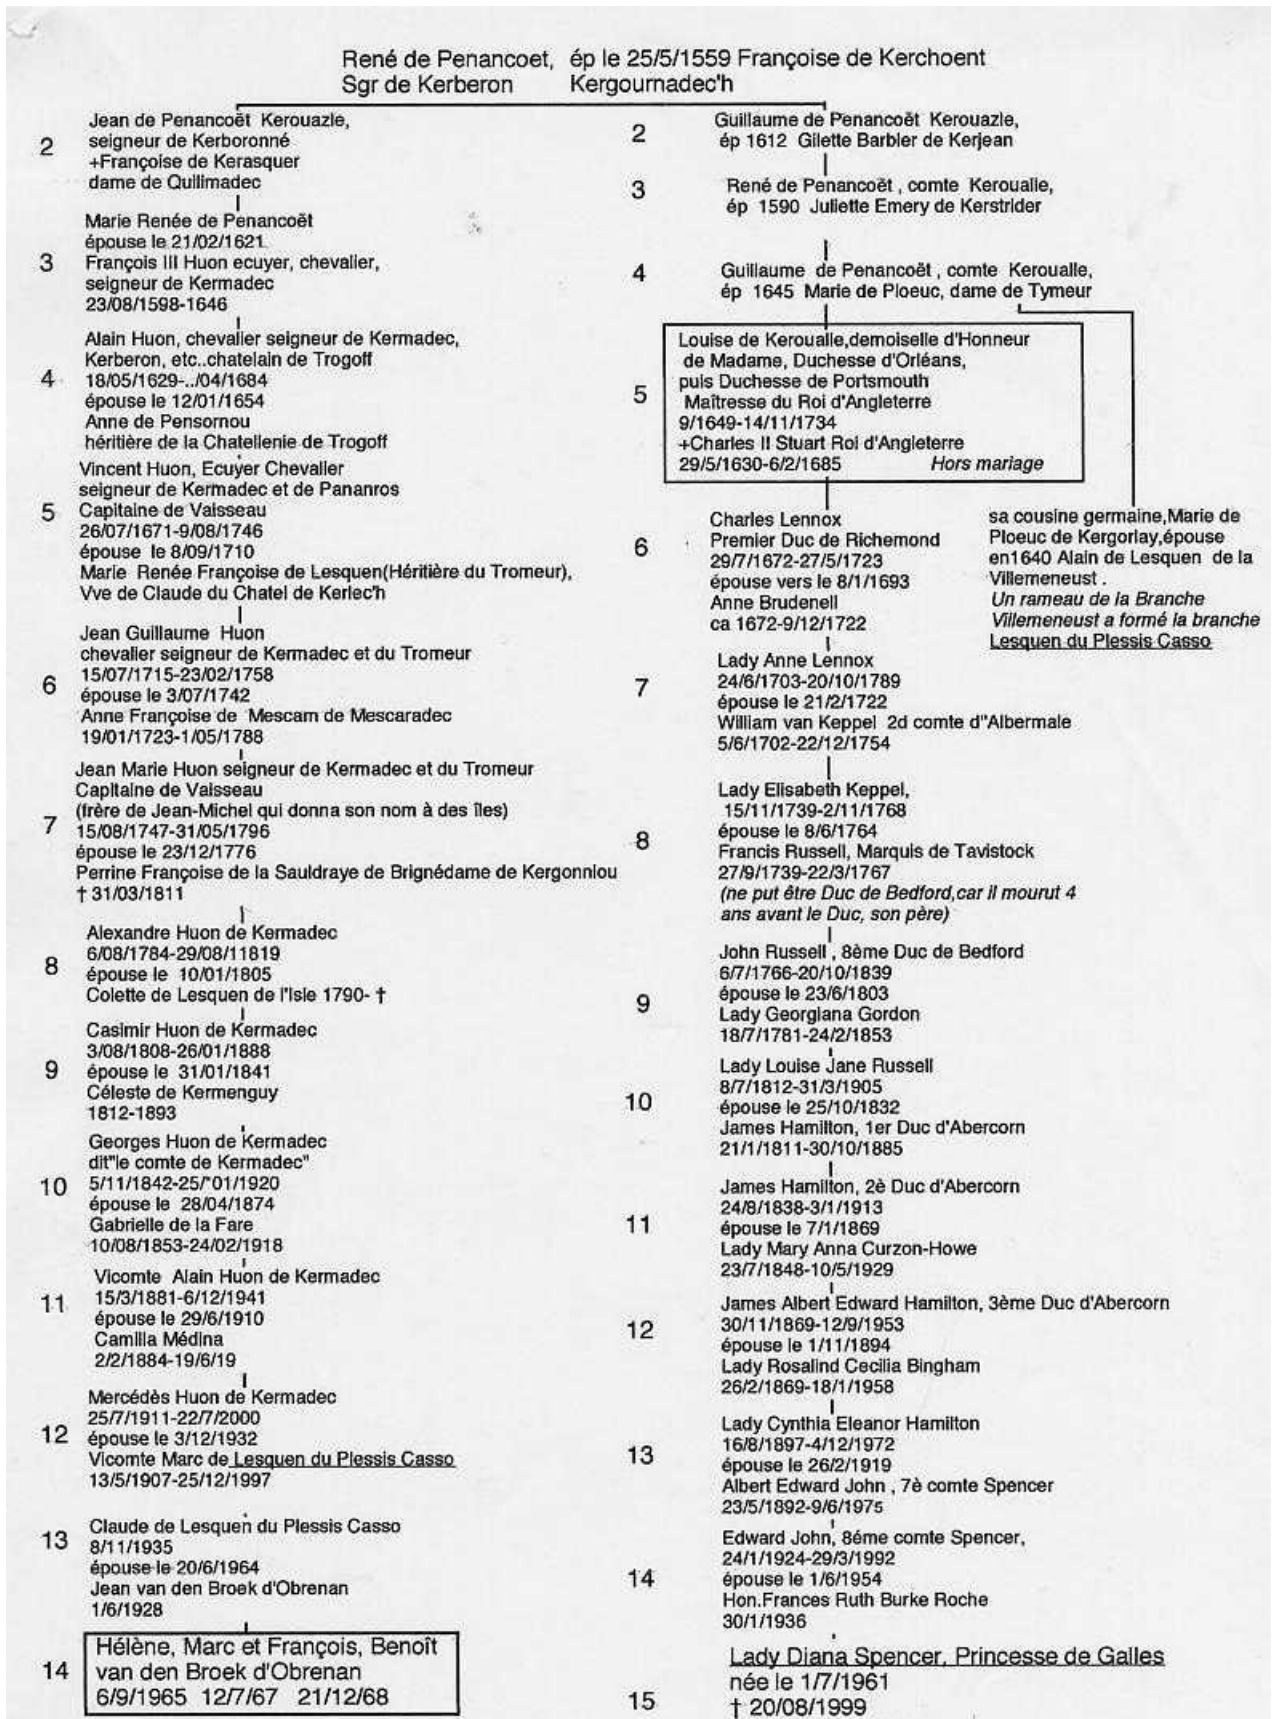 René de Penancoet, ép le 25/5/1559 Françoise de Kerchoent
Sgr de Kerberon Kergournadec'h
2
Jean de Penancoët Kerouazle,
seigneur de Kerboronné
+Françoise de Kerasquer
dame de Quilimadec
3
Marie Renée de Penancoët
épouse le 21/02/1621
François III Huon ecuyer, chevalier,
seigneur de Kermadec
23/08/1598-1646
4
Alain Huon, chevalier seigneur de Kermadec,
Kerberon, etc..chatelain de Trogoff
18/05/1629-../04/1684
épouse le 12/01/1654
Anne de Pensornou
héritière de la Chatellenie de Trogoff
5
Vincent Huon, Ecuyer Chevalier
seigneur de Kermadec et de Pananros
Capitaine de Vaisseau
26/07/1671-9/08/1746
épouse le 8/09/1710
Marie Renée Françoise de Lesquen(Héritière du Tromeur),
Vve de Claude du Chatel de Kerlec'h
6
Jean Guillaume Huon
chevalier seigneur de Kermadec et du Tromeur
15/07/1715-23/02/1758
épouse le 3/07/1742
Anne Françoise de Mescam de Mescaradec
19/01/1723-1/05/1788
7
Jean Marie Huon seigneur de Kermadec et du Tromeur
Capitaine de Vaisseau
(frère de Jean-Michel qui donna son nom à des îles)
15/08/1747-31/05/1796
épouse le 23/12/1776
Perrine Françoise de la Sauldraye de Brignédame de Kergonniou
† 31/03/1811
8
Alexandre Huon de Kermadec
6/08/1784-29/08/11819
épouse le 10/01/1805
Colette de Lesquen de l'Isle 1790- †
9
Casimir Huon de Kermadec
3/08/1808-26/01/1888
épouse le 31/01/1841
Céleste de Kermenguy
1812-1893
10
Georges Huon de Kermadec
dit"le comte de Kermadec"
5/11/1842-25/"01/1920
épouse le 28/04/1874
Gabrielle de la Fare
10/08/1853-24/02/1918
11
Vicomte Alain Huon de Kermadec
15/3/1881-6/12/1941
épouse le 29/6/1910
Camilla Médina
2/2/1884-19/6/19
12
Mercédès Huon de Kermadec
25/7/1911-22/7/2000
épouse le 3/12/1932
Vicomte Marc de Lesquen du Plessis Casso
13/5/1907-25/12/1997
13
Claude de Lesquen du Plessis Casso
8/11/1935
épouse le 20/6/1964
Jean van den Broek d'Obrenan
1/6/1928
14
Hélène, Marc et François, Benoît
van den Broek d'Obrenan
6/9/1965 12/7/67 21/12/68
2
Guillaume de Penancoët Kerouazle,
ép 1612 Gilette Barbier de Kerjean
3
René de Penancoët , comte Keroualle,
ép 1590 Juliette Emery de Kerstrider
4
Guillaume de Penancoët , comte Keroualle,
ép 1645 Marie de Ploeuc, dame de Tymeur
5
Louise de Keroualle,demoiselle d'Honneur
de Madame, Duchesse d'Orléans,
puis Duchesse de Portsmouth
Maîtresse du Roi d'Angleterre
9/1649-14/11/1734
+Charles II Stuart Roi d'Angleterre
29/5/1630-6/2/1685 Hors mariage
6
Charles Lennox
Premier Duc de Richemond
29/7/1672-27/5/1723
épouse vers le 8/1/1693
Anne Brudenell
ca 1672-9/12/1722
sa cousine germaine,Marie de
Ploeuc de Kergorlay,épouse
en1640 Alain de Lesquen de la
Villemeneust .
Un rameau de la Branche
Villemeneust a formé la branche
Lesquen du Plessis Casso
7
Lady Anne Lennox
24/6/1703-20/10/1789
épouse le 21/2/1722
William van Keppel 2d comte d"Albermale
5/6/1702-22/12/1754
8
Lady Elisabeth Keppel,
15/11/1739-2/11/1768
épouse le 8/6/1764
Francis Russell, Marquis de Tavistock
27/9/1739-22/3/1767
(ne put être Duc de Bedford,car il mourut 4
ans avant le Duc, son père)
9
John Russell , 8ème Duc de Bedford
6/7/1766-20/10/1839
épouse le 23/6/1803
Lady Georgiana Gordon
18/7/1781-24/2/1853
10
Lady Louise Jane Russell
8/7/1812-31/3/1905
épouse le 25/10/1832
James Hamilton, 1er Duc d'Abercorn
21/1/1811-30/10/1885
11
James Hamilton, 2è Duc d'Abercorn
24/8/1838-3/1/1913
épouse le 7/1/1869
Lady Mary Anna Curzon-Howe
23/7/1848-10/5/1929
12
James Albert Edward Hamilton, 3ème Duc d'Abercorn
30/11/1869-12/9/1953
épouse le 1/11/1894
Lady Rosalind Cecilia Bingham
26/2/1869-18/1/1958
13
Lady Cynthia Eleanor Hamilton
16/8/1897-4/12/1972
épouse le 26/2/1919
Albert Edward John , 7è comte Spencer
23/5/1892-9/6/1975
14
Edward John, 8éme comte Spencer,
24/1/1924-29/3/1992
épouse le 1/6/1954
Hon.Frances Ruth Burke Roche
30/1/1936
15
Lady Diana Spencer, Princesse de Galles
née le 1/7/1961
† 20/08/1999